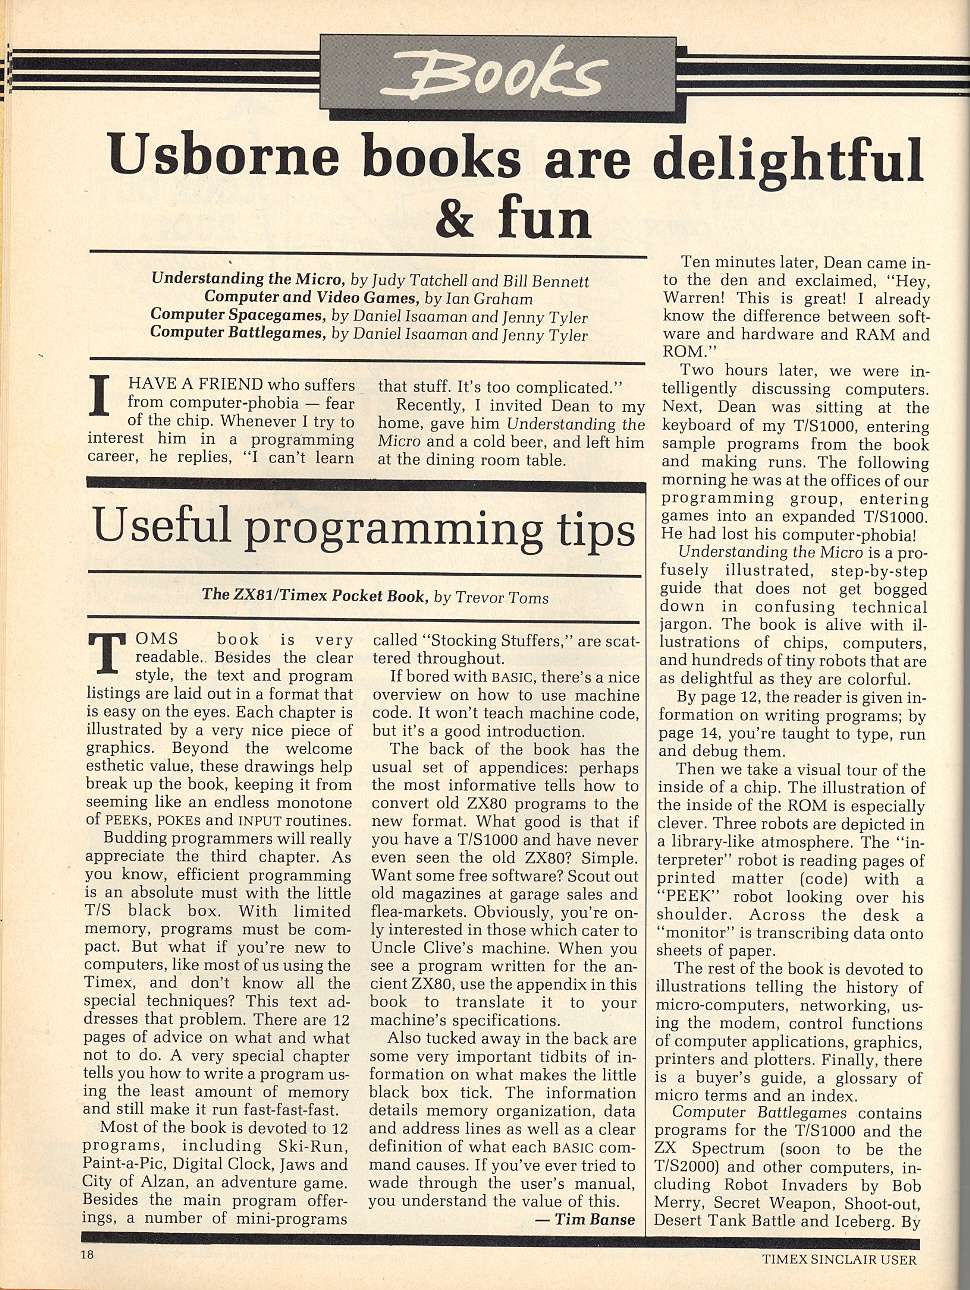 Books
Usborne books are delightful
& fun
Understanding the Micro, by Judy Tatchell and Bill Bennett
Computer and Video Games, by Ian Graham
Computer Spacegames, by Daniel Isaaman and Jenny Tyler
Computer Battlegames, by Daniel Isaaman and Jenny Tyler
I HAVE A FRIEND who suffers
from computer-phobia — fear
of the chip. Whenever I try to
interest him in a programming
career, he replies, "I can't learn
that stuff. It's too complicated."
Recently, I invited Dean to my
home, gave him Understanding the
Micro and a cold beer, and left him
at the dining room table.
Ten minutes later, Dean came in-
to the den and exclaimed, "Hey,
Warren! This is great! I already
know the difference between soft-
ware and hardware and RAM and
ROM."
Two hours later, we were in-
telligently discussing computers.
Next, Dean was sitting at the
keyboard of my T/S1000, entering
sample programs from the book
and making runs. The following
morning he was at the offices of our
programming group, entering
games into an expanded T/S1000.
He had lost his computer-phobia!
Understanding the Micro is a pro-
fusely illustrated, step-by-step
guide that does not get bogged
down in confusing technical
jargon. The book is alive with il-
lustrations of chips, computers,
and hundreds of tiny robots that are
as delightful as they are colorful.
By page 12, the reader is given in-
formation on writing programs; by
page 14, you're taught to type, run
and debug them.
Then we take a visual tour of the
inside of a chip. The illustration of
the inside of the ROM is especially
clever. Three robots are depicted in
a library-like atmosphere. The "in-
terpreter" robot is reading pages of
printed matter (code) with a
"PEEK" robot looking over his
shoulder. Across the desk a
"monitor" is transcribing data onto
sheets of paper.
The rest of the book is devoted to
illustrations telling the history of
micro-computers, networking, us-
ing the modem, control functions
of computer applications, graphics,
printers and plotters. Finally, there
is a buyer's guide, a glossary of
micro terms and an index.
Computer Battlegames contains
programs for the T/S1000 and the
ZX Spectrum (soon to be the
T/S2000) and other computers, in-
cluding Robot Invaders by Bob
Merry, Secret Weapon, Shoot-out,
Desert Tank Battle and Iceberg. By
Useful programming tips
The ZX81/Timex Pocket Book, by Trevor Toms
TOMS book is very
readable. Besides the clear
style, the text and program
listings are laid out in a format that
is easy on the eyes. Each chapter is
illustrated by a very nice piece of
graphics. Beyond the welcome
esthetic value, these drawings help
break up the book, keeping it from
seeming like an endless monotone
of PEEKs, POKEs and INPUT routines.
Budding programmers will really
appreciate the third chapter. As
you know, efficient programming
is an absolute must with the little
T/S black box. With limited
memory, programs must be com-
pact. But what if you're new to
computers, like most of us using the
Timex, and don't know all the
special techniques? This text ad-
dresses that problem. There are 12
pages of advice on what and what
not to do. A very special chapter
tells you how to write a program us-
ing the least amount of memory
and still make it run fast-fast-fast.
Most of the book is devoted to 12
programs, including Ski-Run,
Paint-a-Pic, Digital Clock, Jaws and
City of Alzan, an adventure game.
Besides the main program offer-
ings, a number of mini-programs
called "Stocking Stuffers," are scat-
tered throughout.
If bored with BASIC, there's a nice
overview on how to use machine
code. It won't teach machine code,
but it's a good introduction.
The back of the book has the
usual set of appendices: perhaps
the most informative tells how to
convert old ZX80 programs to the
new format. What good is that if
you have a T/S1000 and have never
even seen the old ZX80? Simple.
Want some free software? Scout out
old magazines at garage sales and
flea-markets. Obviously, you're on-
ly interested in those which cater to
Uncle Clive's machine. When you
see a program written for the an-
cient ZX80, use the appendix in this
book to translate it to your
machine's specifications.
Also tucked away in the back are
some very important tidbits of in-
formation on what makes the little
black box tick. The information
details memory organization, data
and address lines as well as a clear
definition of what each BASIC com-
mand causes. If you've ever tried to
wade through the user's manual,
you understand the value of this.
— Tim Banse
18
TIMEX SINCLAIR USER